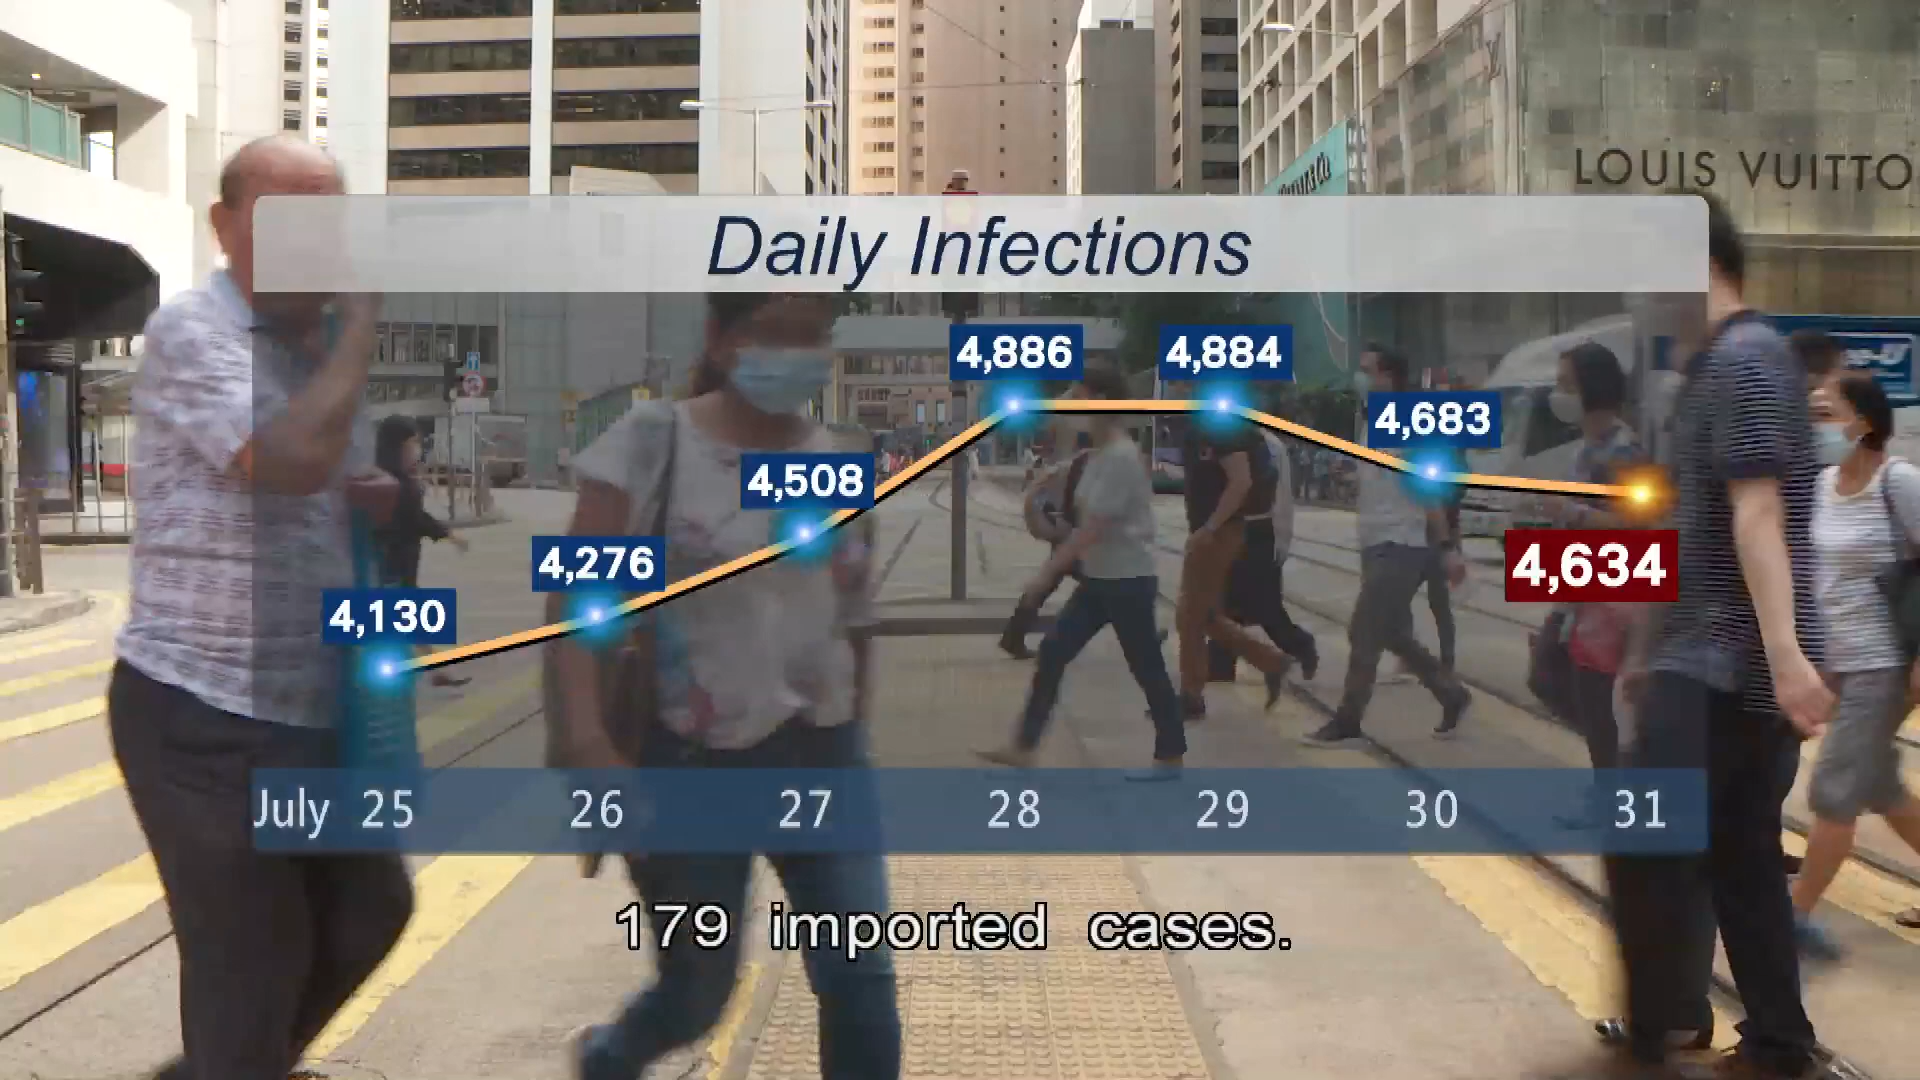 LOUIS VUITTO
Daily Infections
4,886
4,884
4,683
4,508
4,276
4,634
4,130
July 25 26 27 28 29 30 31
179 imported cases.